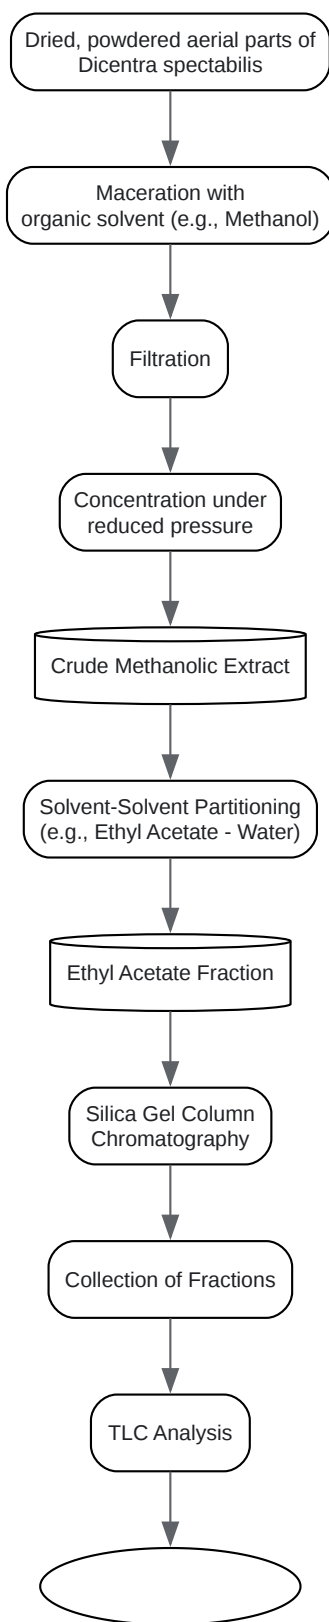 Dried, powdered aerial parts of
Dicentra spectabilis
Maceration with
organic solvent (e.g., Methanol)
Filtration
Concentration under
reduced pressure
Crude Methanolic Extract
Solvent-Solvent Partitioning
(e.g., Ethyl Acetate - Water)
Ethyl Acetate Fraction
Silica Gel Column
Chromatography
Collection of Fractions
TLC Analysis